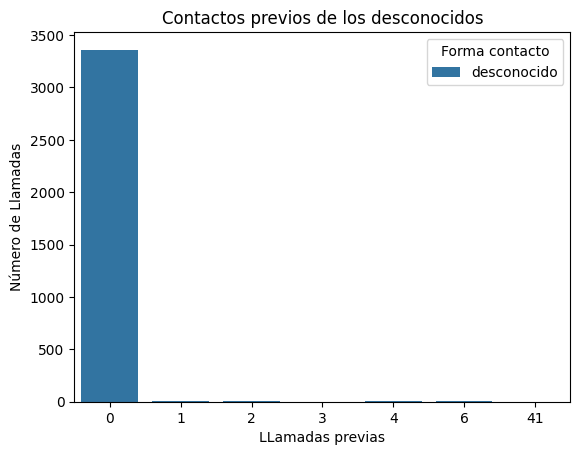 Contactos previos de los desconocidos
Forma contacto
desconocido
Número de Llamadas
3500
3000
2500
2000
1500
1000
500
0
0 1 2 3 4 6 41
LLamadas previas